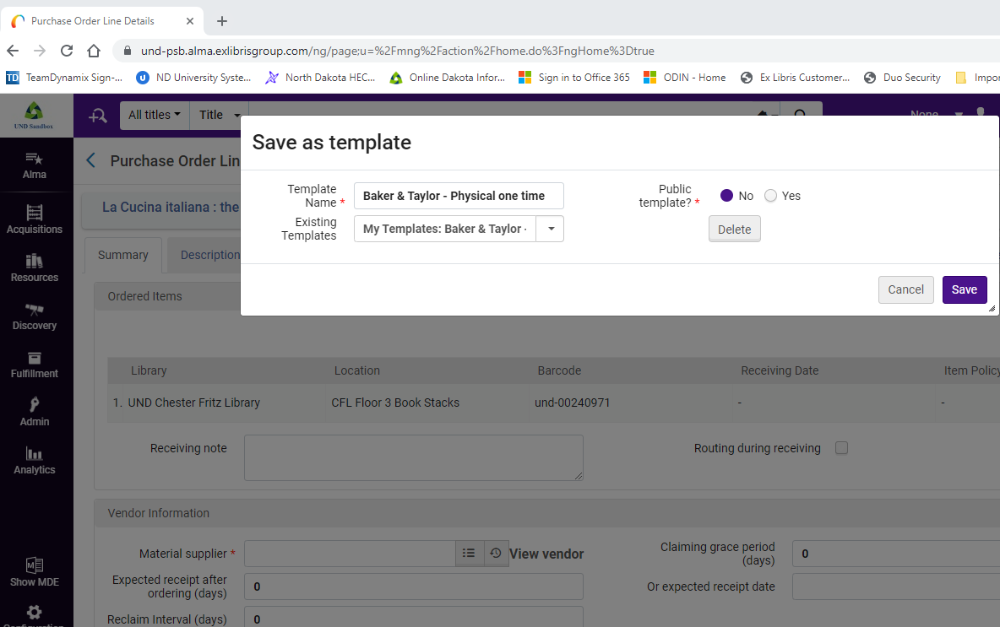 Purchase Order Line Details
und-psb.alma.exlibrisgroup.com/ng/page;u=%2Fmng%2Faction%2Fhome.do%3FngHome%3Dtrue
TD TeamDynamix Sign-... U ND University Syste... North Dakota HEC... Online Dakota Infor... Sign in to Office 365 ODIN - Home Ex Libris Customer... Duo Security Impor
UND Sandbox
All titles Title None
Save as template
Alma
Purchase Order Lin
Template Name * Baker & Taylor - Physical one time
Public template? * No Yes
La Cucina italiana : the
Existing Templates My Templates: Baker & Taylor - Delete
Acquisitions
Summary Description
Resources
Cancel Save
Ordered Items
Discovery
Library Location Barcode Receiving Date Item Policy
Fulfillment
1. UND Chester Fritz Library CFL Floor 3 Book Stacks und-00240971 - -
Admin
Receiving note Routing during receiving
Analytics
Vendor Information
Material supplier * View vendor
Claiming grace period (days) 0
Show MDE
Expected receipt after ordering (days) 0
Or expected receipt date
Reclaim Interval (days) 0